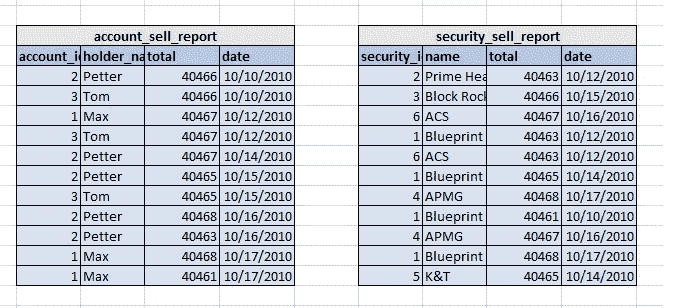 account_sell_report security_sell_report
account_i holder_na total date security_i name total date
2 Petter 40466 10/10/2010 2 Prime Hea 40463 10/12/2010
3 Tom 40466 10/10/2010 3 Block Rock 40466 10/15/2010
1 Max 40467 10/12/2010 6 ACS 40467 10/16/2010
3 Tom 40467 10/12/2010 1 Blueprint 40463 10/12/2010
2 Petter 40467 10/14/2010 6 ACS 40463 10/12/2010
2 Petter 40465 10/15/2010 1 Blueprint 40465 10/14/2010
3 Tom 40465 10/15/2010 4 APMG 40468 10/17/2010
2 Petter 40468 10/16/2010 1 Blueprint 40461 10/10/2010
2 Petter 40463 10/16/2010 4 APMG 40467 10/16/2010
1 Max 40468 10/17/2010 1 Blueprint 40468 10/17/2010
1 Max 40461 10/17/2010 5 K&T 40465 10/14/2010